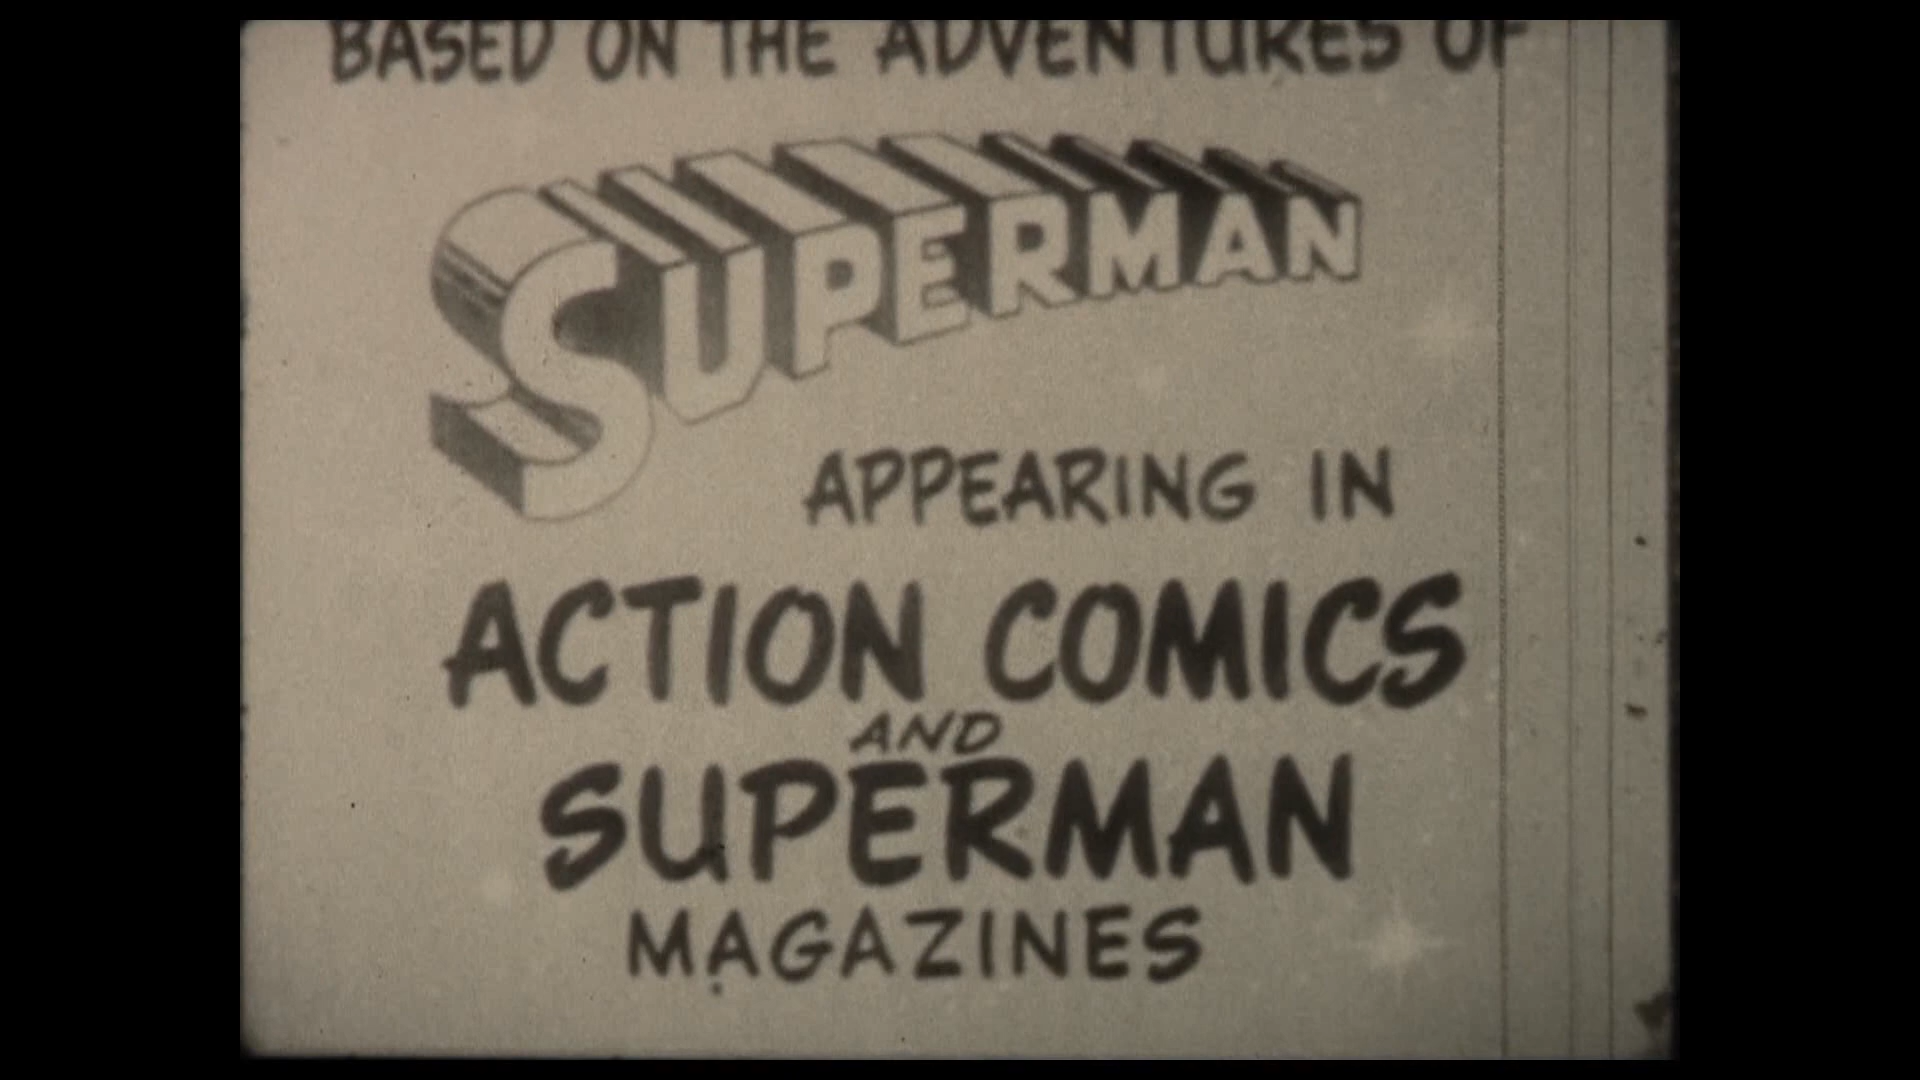 BASED ON THE ADVENTURES OF
SUPERMAN
APPEARING IN
ACTION COMICS
AND
SUPERMAN
MAGAZINES